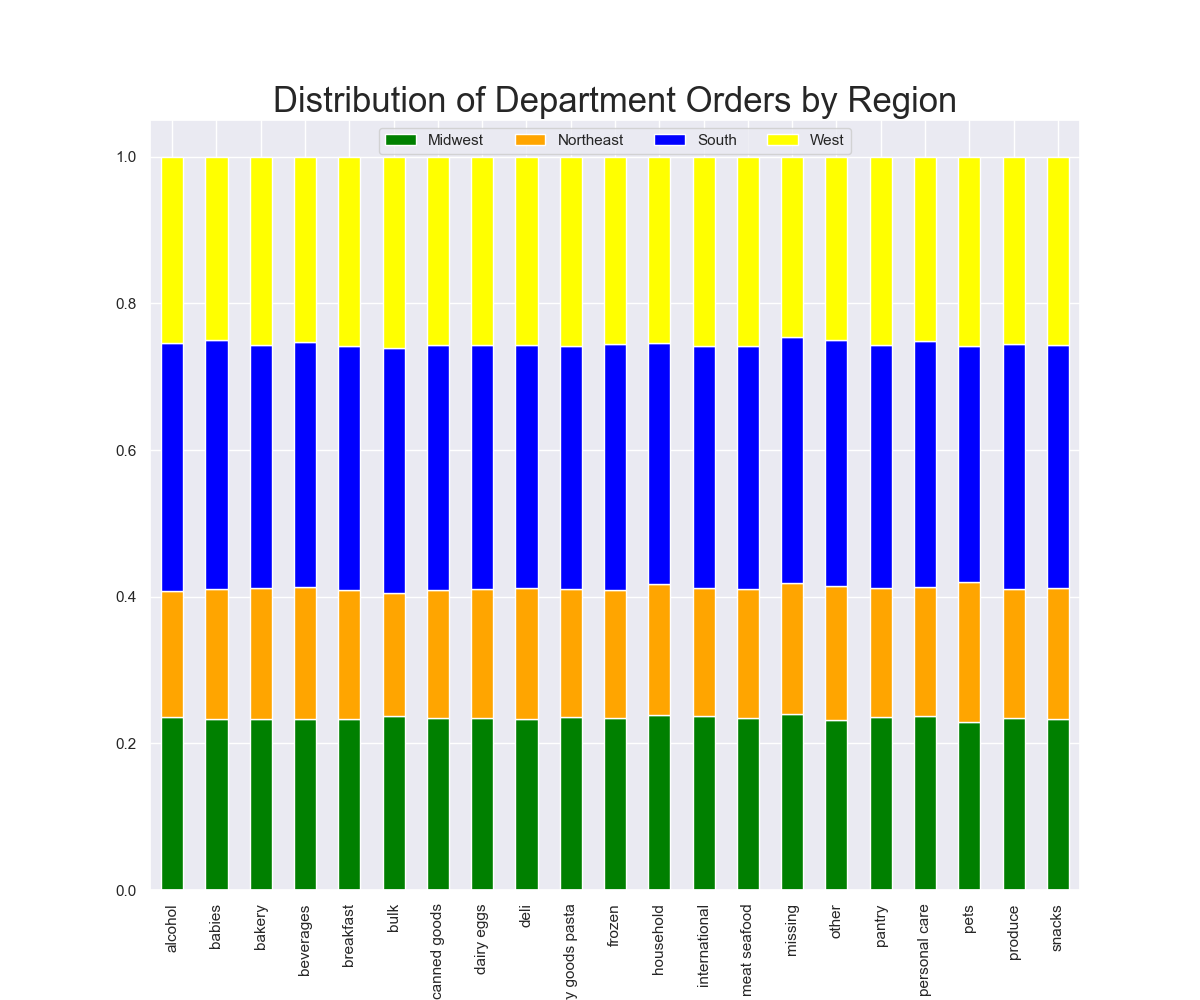 Distribution of Department Orders by Region
Midwest Northeast South West
1.0
0.8
0.6
0.4
0.2
0.0
alcohol
babies
bakery
beverages
breakfast
bulk
canned goods
dairy eggs
deli
y goods pasta
frozen
household
international
meat seafood
missing
other
pantry
personal care
pets
produce
snacks